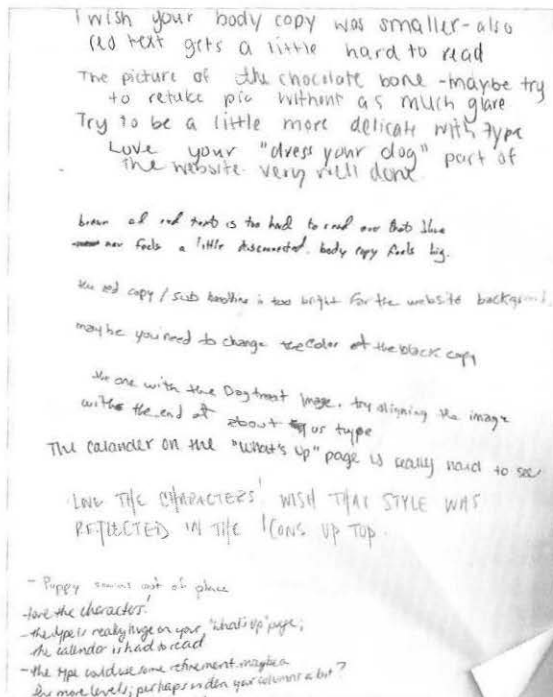 I wish your body copy was smaller - also
red text gets a little hard to read
The picture of the chocolate bone - maybe try
to retake pic without as much glare
Try to be a little more delicate with type
Love your "dress your dog" part of
the website. very well done.
brown and red text is too hard to read over that blue
nav feels a little disconnected. body copy feels big.
the red copy / sub headline is too bright for the website background
maybe you need to change the color of the black copy
the one with the Dog treat Image, try aligning the image
with the end of about us type
The calander on the "what's up" page is really hard to see
LOVE THE CHARACTERS! WISH THAT STYLE WAS
REFLECTED IN THE ICONS UP TOP.
- Puppy seems out of place
- love the characters!
- the type is really huge on your "what's up" page;
the calender is had to read
- the type could use some refinement maybe a
few more levels; perhaps widen your columns a bit?